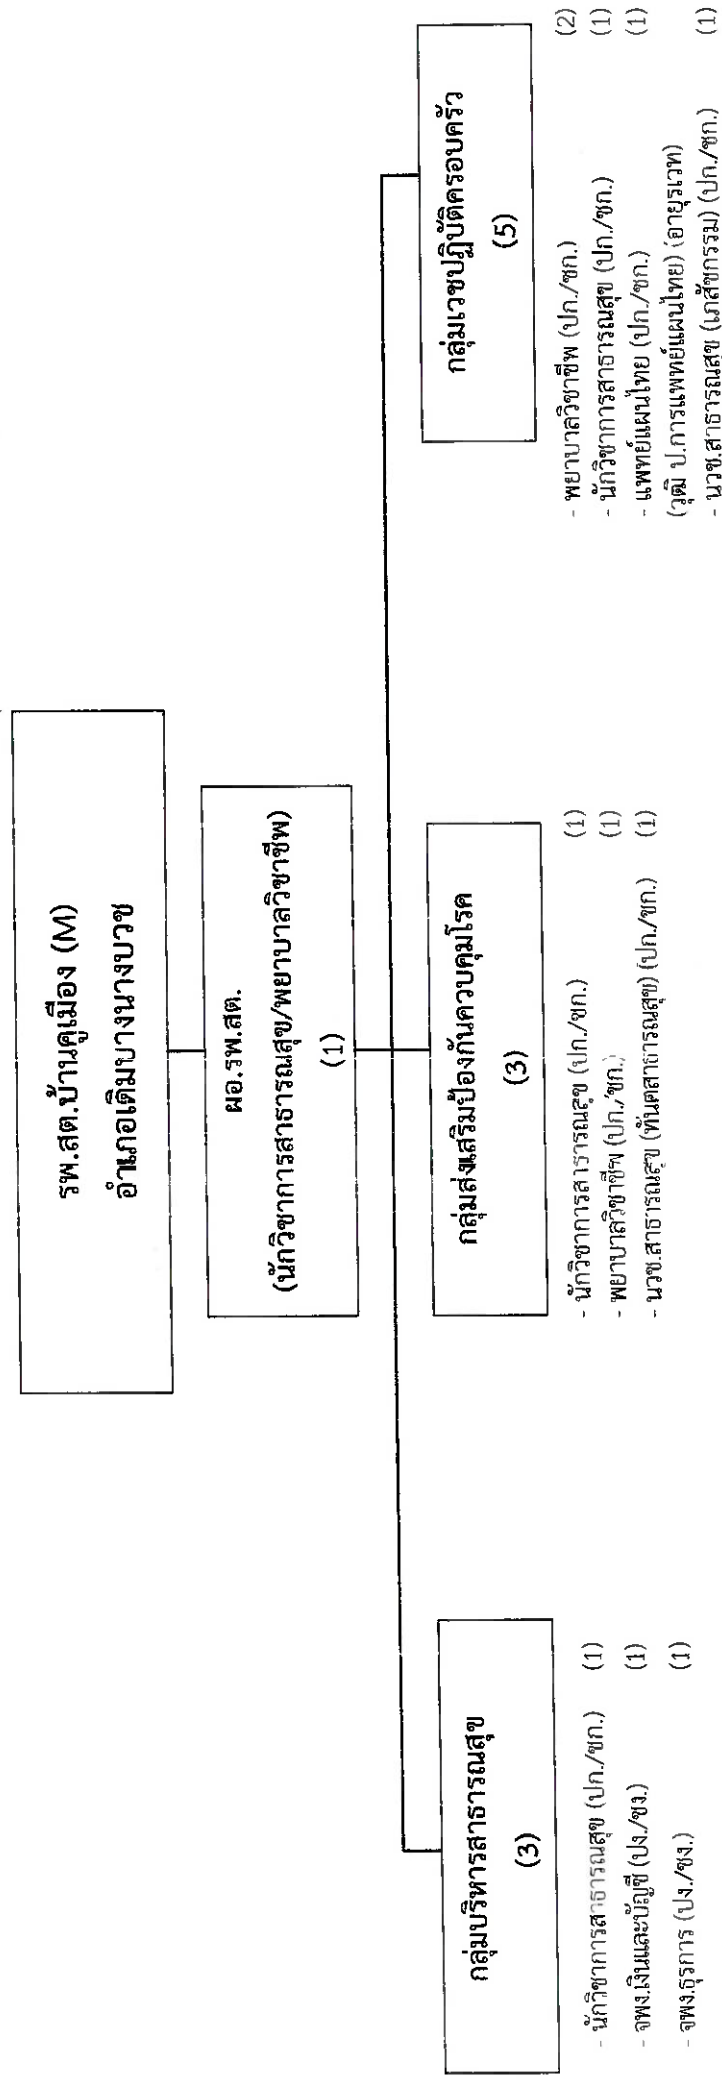 รพ.สต.บ้านคูเมือง (M)
อำเภอเดิมบางนางบวช
ผอ.รพ.สต.
(นักวิชาการสาธารณสุข/พยาบาลวิชาชีพ)
(1)
กลุ่มบริหารสาธารณสุข
(3)
- นักวิชาการสาธารณสุข (ปก./ชก.) (1)
- จพง.เงินและบัญชี (ปง./ชง.) (1)
- จพง.ธุรการ (ปง./ชง.) (1)
กลุ่มส่งเสริมป้องกันควบคุมโรค
(3)
- นักวิชาการสาธารณสุข (ปก./ชก.) (1)
- พยาบาลวิชาชีพ (ปก./ชก.) (1)
- นวช.สาธารณสุข (ทันตสาธารณสุข) (ปก./ชก.) (1)
กลุ่มเวชปฏิบัติครอบครัว
(5)
- พยาบาลวิชาชีพ (ปก./ชก.) (2)
- นักวิชาการสาธารณสุข (ปก./ชก.) (1)
- แพทย์แผนไทย (ปก./ชก.) (1)
(วุฒิ ป.การแพทย์แผนไทย) (อายุรเวท)
- นวช.สาธารณสุข (เภสัชกรรม) (ปก./ชก.) (1)